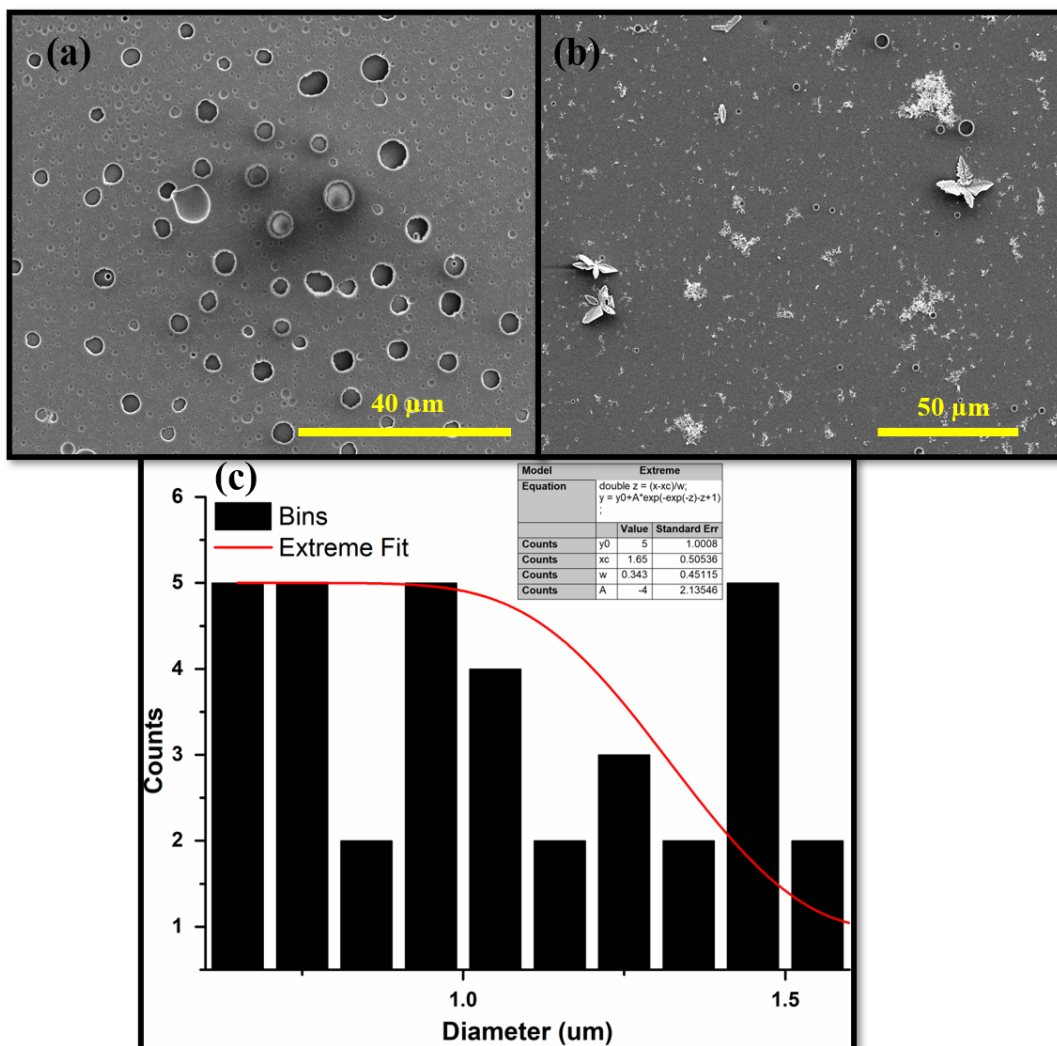 (a)
40 µm
(b)
50 µm
(c)
Bins
Extreme Fit
Model Extreme
Equation double z = (x-xc)/w;
y = y0+A*exp(-exp(-z)-z+1)
;
Value Standard Err
Counts y0 5 1.0008
Counts xc 1.65 0.50536
Counts w 0.343 0.45115
Counts A -4 2.13546
6
5
4
3
2
1
Counts
1.0 1.5
Diameter (um)